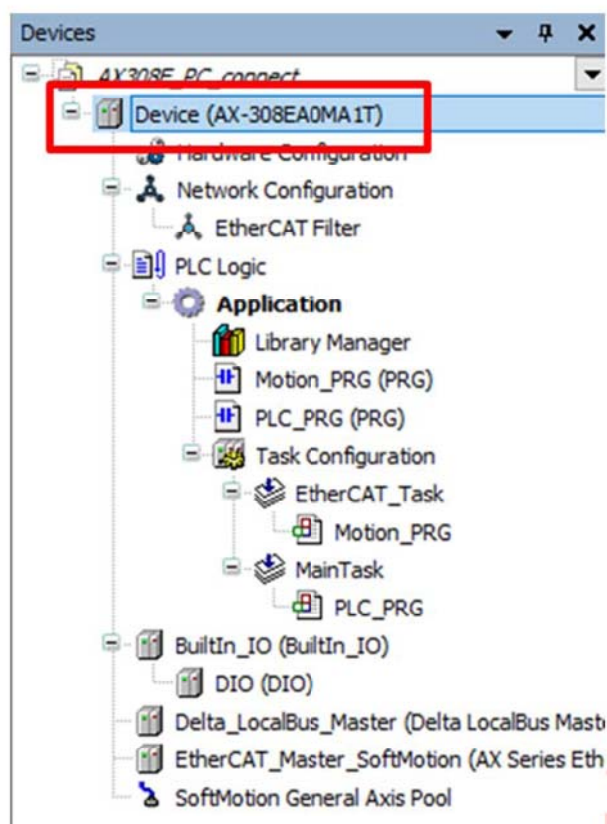 Devices
AX308E_PC_connect
Device (AX-308EA0MA1T)
Hardware Configuration
Network Configuration
EtherCAT Filter
PLC Logic
Application
Library Manager
Motion_PRG (PRG)
PLC_PRG (PRG)
Task Configuration
EtherCAT_Task
Motion_PRG
MainTask
PLC_PRG
BuiltIn_IO (BuiltIn_IO)
DIO (DIO)
Delta_LocalBus_Master (Delta LocalBus Mast
EtherCAT_Master_SoftMotion (AX Series Eth
SoftMotion General Axis Pool